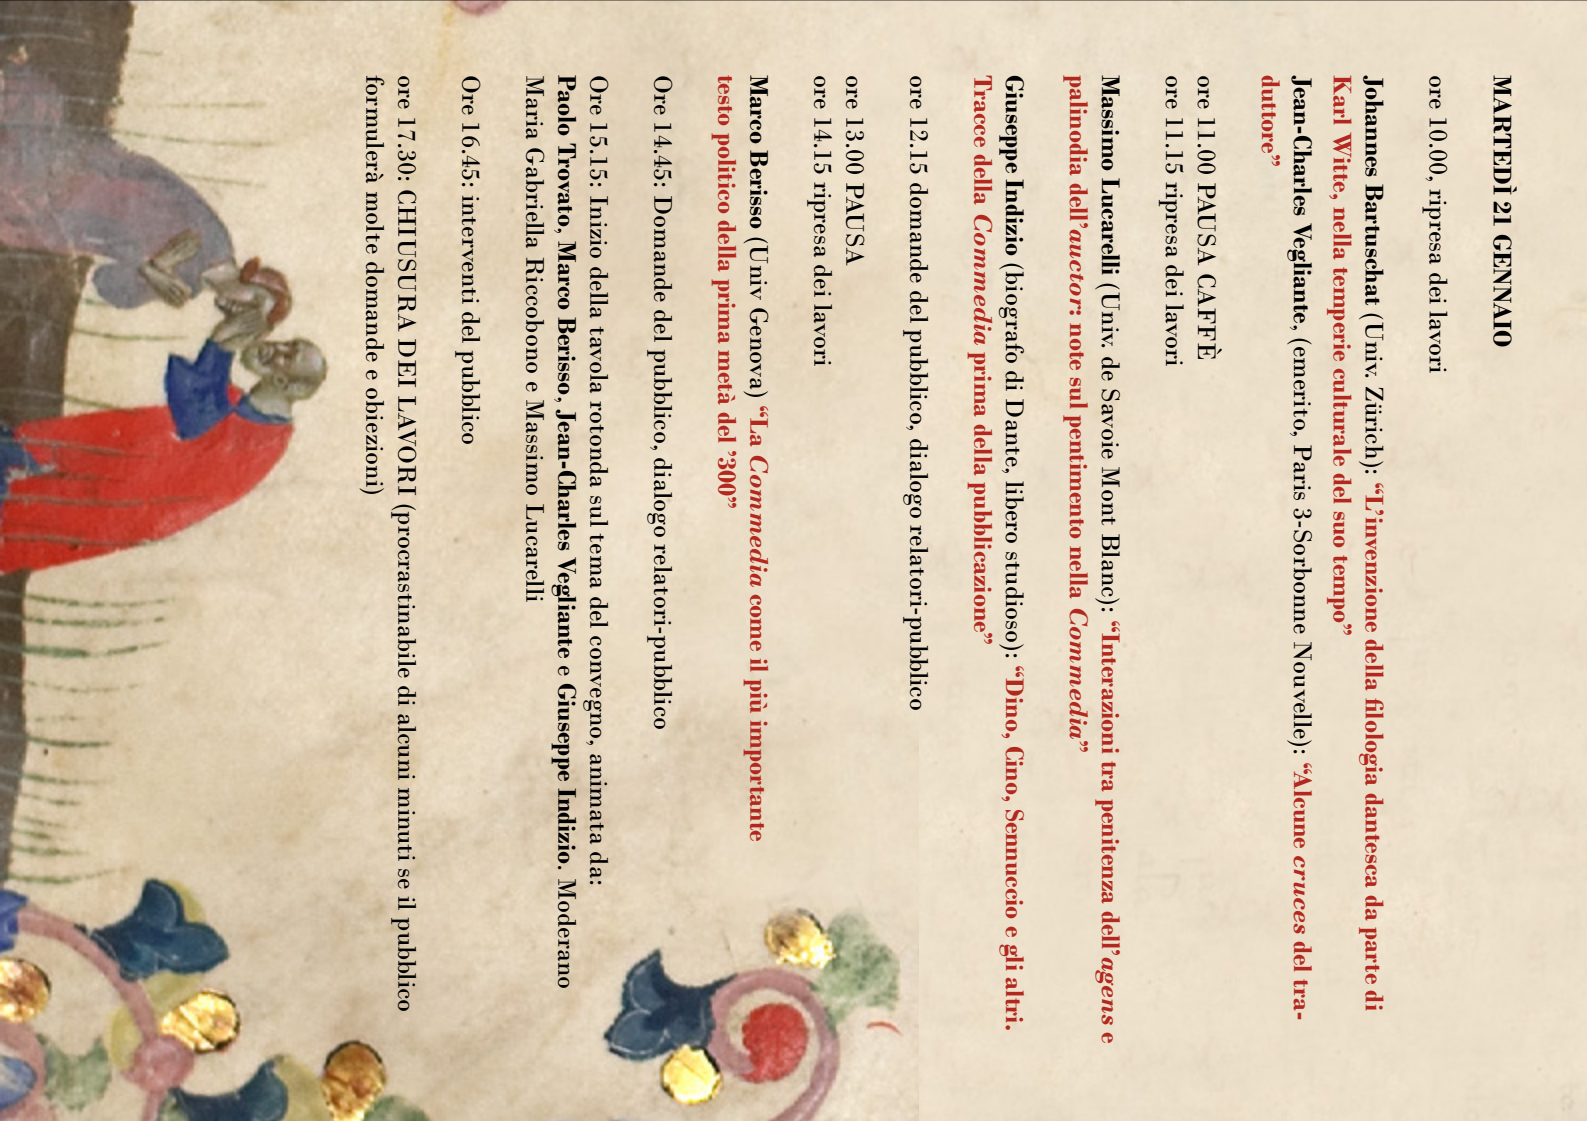 MARTEDÌ 21 GENNAIO
ore 10.00, ripresa dei lavori
Johannes Bartuschat (Univ. Zürich): “L’invenzione della filologia dantesca da parte di
Karl Witte, nella temperie culturale del suo tempo”
Jean-Charles Vegliante, (emerito, Paris 3-Sorbonne Nouvelle): “Alcune cruces del tra-
duttore”
ore 11.00 PAUSA CAFFÈ
ore 11.15 ripresa dei lavori
Massimo Lucarelli (Univ. de Savoie Mont Blanc): “Interazioni tra penitenza dell’agens e
palinodia dell’auctor: note sul pentimento nella Commedia”
Giuseppe Indizio (biografo di Dante, libero studioso): “Dino, Cino, Sennuccio e gli altri.
Tracce della Commedia prima della pubblicazione”
ore 12.15 domande del pubblico, dialogo relatori-pubblico
ore 13.00 PAUSA
ore 14.15 ripresa dei lavori
Marco Berisso (Univ Genova) “La Commedia come il più importante
testo politico della prima metà del ’300”
Ore 14.45: Domande del pubblico, dialogo relatori-pubblico
Ore 15.15: Inizio della tavola rotonda sul tema del convegno, animata da:
Paolo Trovato, Marco Berisso, Jean-Charles Vegliante e Giuseppe Indizio. Moderano
Maria Gabriella Riccobono e Massimo Lucarelli
Ore 16.45: interventi del pubblico
ore 17.30: CHIUSURA DEI LAVORI (procrastinabile di alcuni minuti se il pubblico
formulerà molte domande e obiezioni)